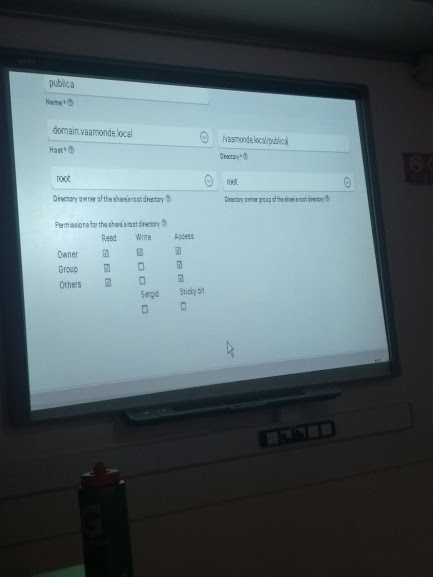 publica
Name * ?
domain.vaamonde.local
/vaamonde.local/publica
Host * ?
Directory * ?
root
root
Directory owner of the share's root directory ?
Directory owner group of the share's root directory ?
Permissions for the share's root directory ?
Read Write Access
Owner
Group
Others
Setgid Sticky bit